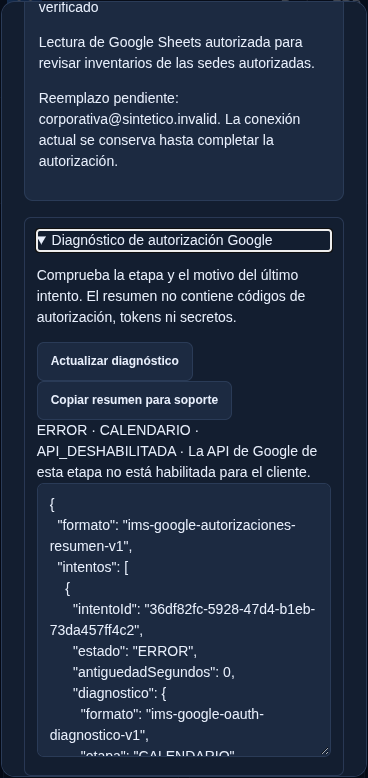 verificado
Lectura de Google Sheets autorizada para
revisar inventarios de las sedes autorizadas.
Reemplazo pendiente:
corporativa@sintetico.invalid. La conexión
actual se conserva hasta completar la
autorización.
▼ Diagnóstico de autorización Google
Comprueba la etapa y el motivo del último
intento. El resumen no contiene códigos de
autorización, tokens ni secretos.
Actualizar diagnóstico
Copiar resumen para soporte
ERROR · CALENDARIO ·
API_DESHABILITADA · La API de Google de
esta etapa no está habilitada para el cliente.
{
"formato": "ims-google-autorizaciones-
resumen-v1",
"intentos": [
{
"intentoId": "36df82fc-5928-47d4-b1eb-
73da457ff4c2",
"estado": "ERROR",
"antiguedadSegundos": 0,
"diagnostico": {
"formato": "ims-google-oauth-
diagnostico-v1",
"etapa": "CALENDARIO"